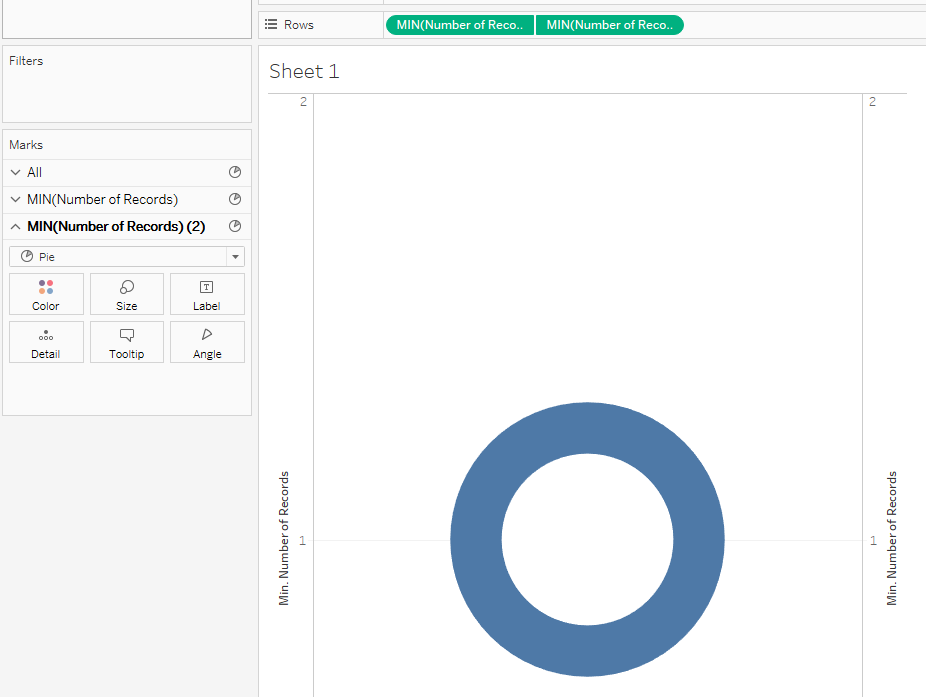 Rows
MIN(Number of Reco..
MIN(Number of Reco..
Filters
Marks
All
MIN(Number of Records)
MIN(Number of Records) (2)
Pie
Color
Size
Label
Detail
Tooltip
Angle
Sheet 1
2
2
Min. Number of Records
1
1
Min. Number of Records